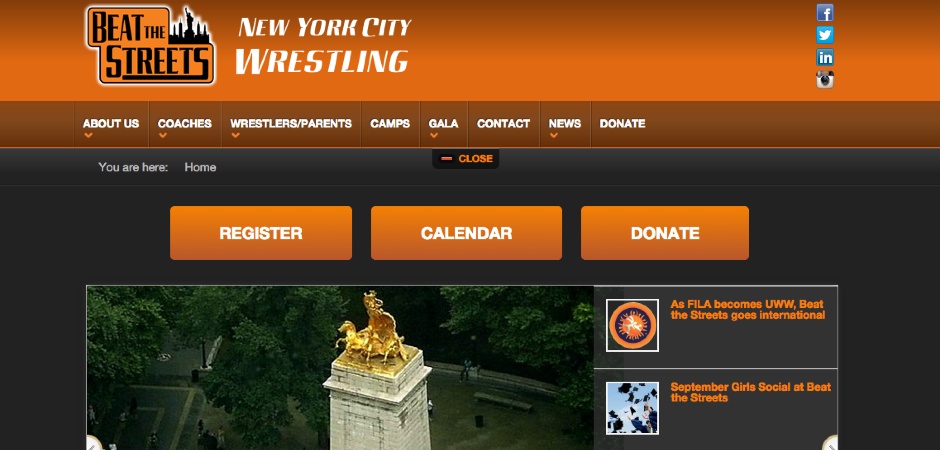 BEAT THE
STREETS
NEW YORK CITY
WRESTLING
ABOUT US COACHES WRESTLERS/PARENTS CAMPS GALA CONTACT NEWS DONATE
CLOSE
You are here: Home
REGISTER CALENDAR DONATE
As FILA becomes UWW, Beat
the Streets goes international
September Girls Social at Beat
the Streets